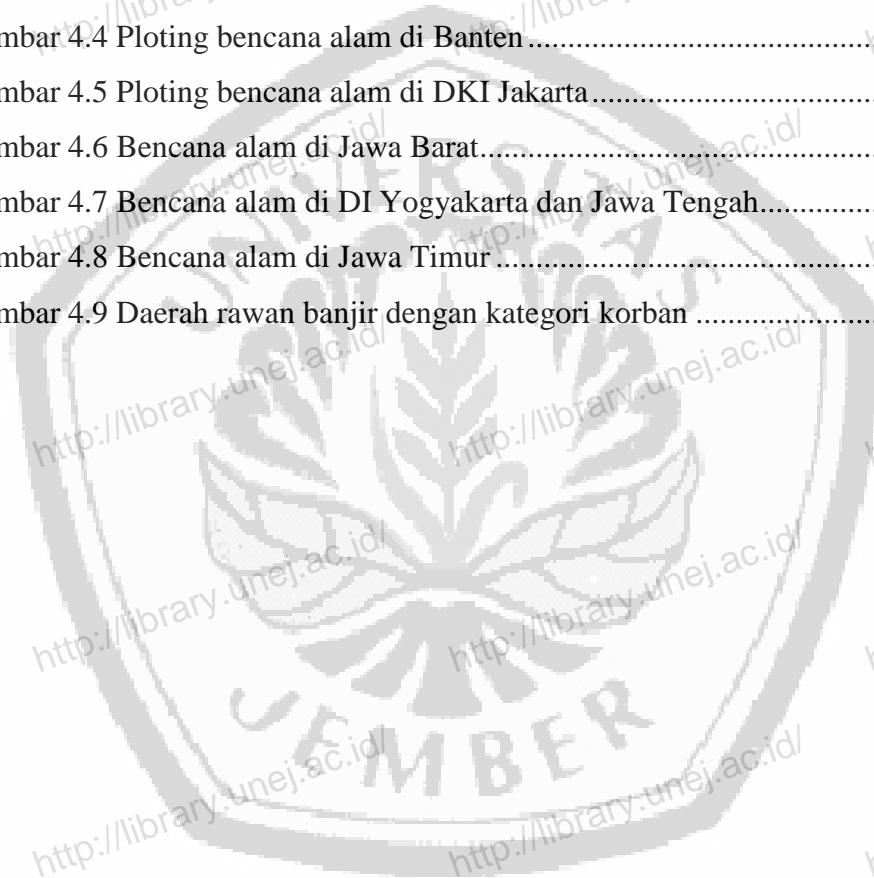 mbar 4.4 Ploting bencana alam di Banten
mbar 4.5 Ploting bencana alam di DKI Jakarta
mbar 4.6 Bencana alam di Jawa Barat
mbar 4.7 Bencana alam di DI Yogyakarta dan Jawa Tengah
mbar 4.8 Bencana alam di Jawa Timur
mbar 4.9 Daerah rawan banjir dengan kategori korban
UNIVERSITAS
JEMBER
http://library.unej.ac.id/
http://library.unej.ac.id/
http://library.unej.ac.id/
http://library.unej.ac.id/
http://library.unej.ac.id/
http://library.unej.ac.id/
http://library.unej.ac.id/
http://library.unej.ac.id/